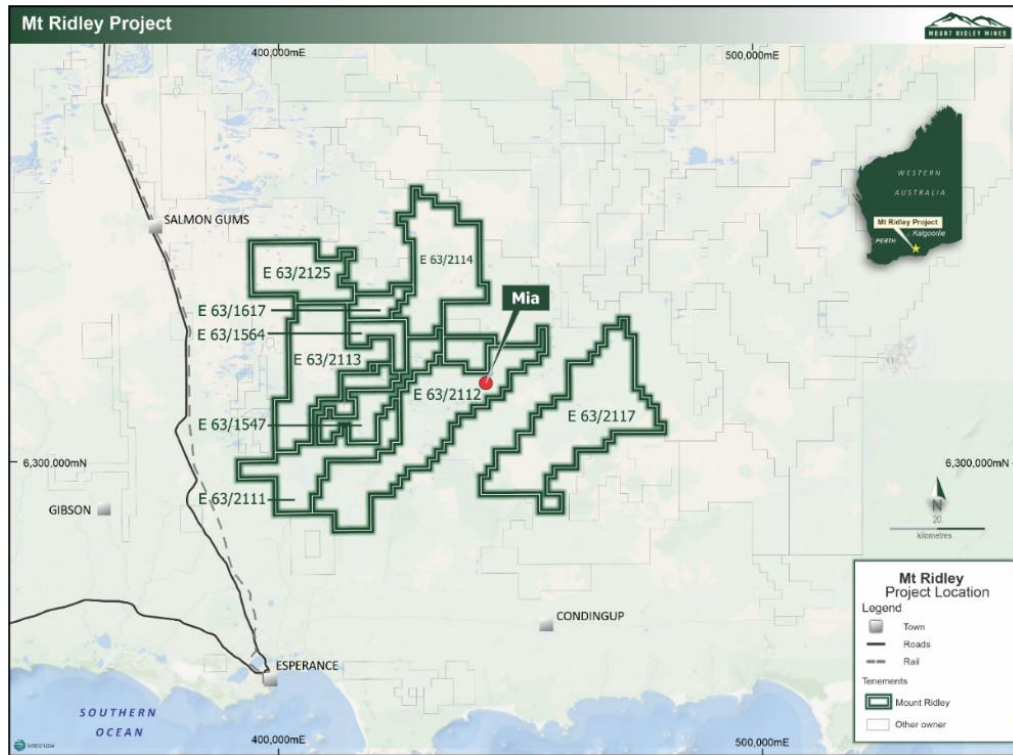 Mt Ridley Project
MOUNT RIDLEY MINES
400,000mE
500,000mE
WESTERN
AUSTRALIA
Mt Ridley Project
PERTH
Kalgoorlie
SALMON GUMS
E 63/2125
E 63/2114
E 63/1617
Mia
E 63/1564
E 63/2113
E 63/2112
E 63/2117
E 63/1547
6,300,000mN
6,300,000mN
E 63/2111
GIBSON
N
20
kilometres
CONDINGUP
ESPERANCE
SOUTHERN
OCEAN
400,000mE
500,000mE
Mt Ridley
Project Location
Legend
Town
Roads
Rail
Tenements
Mount Ridley
Other owner